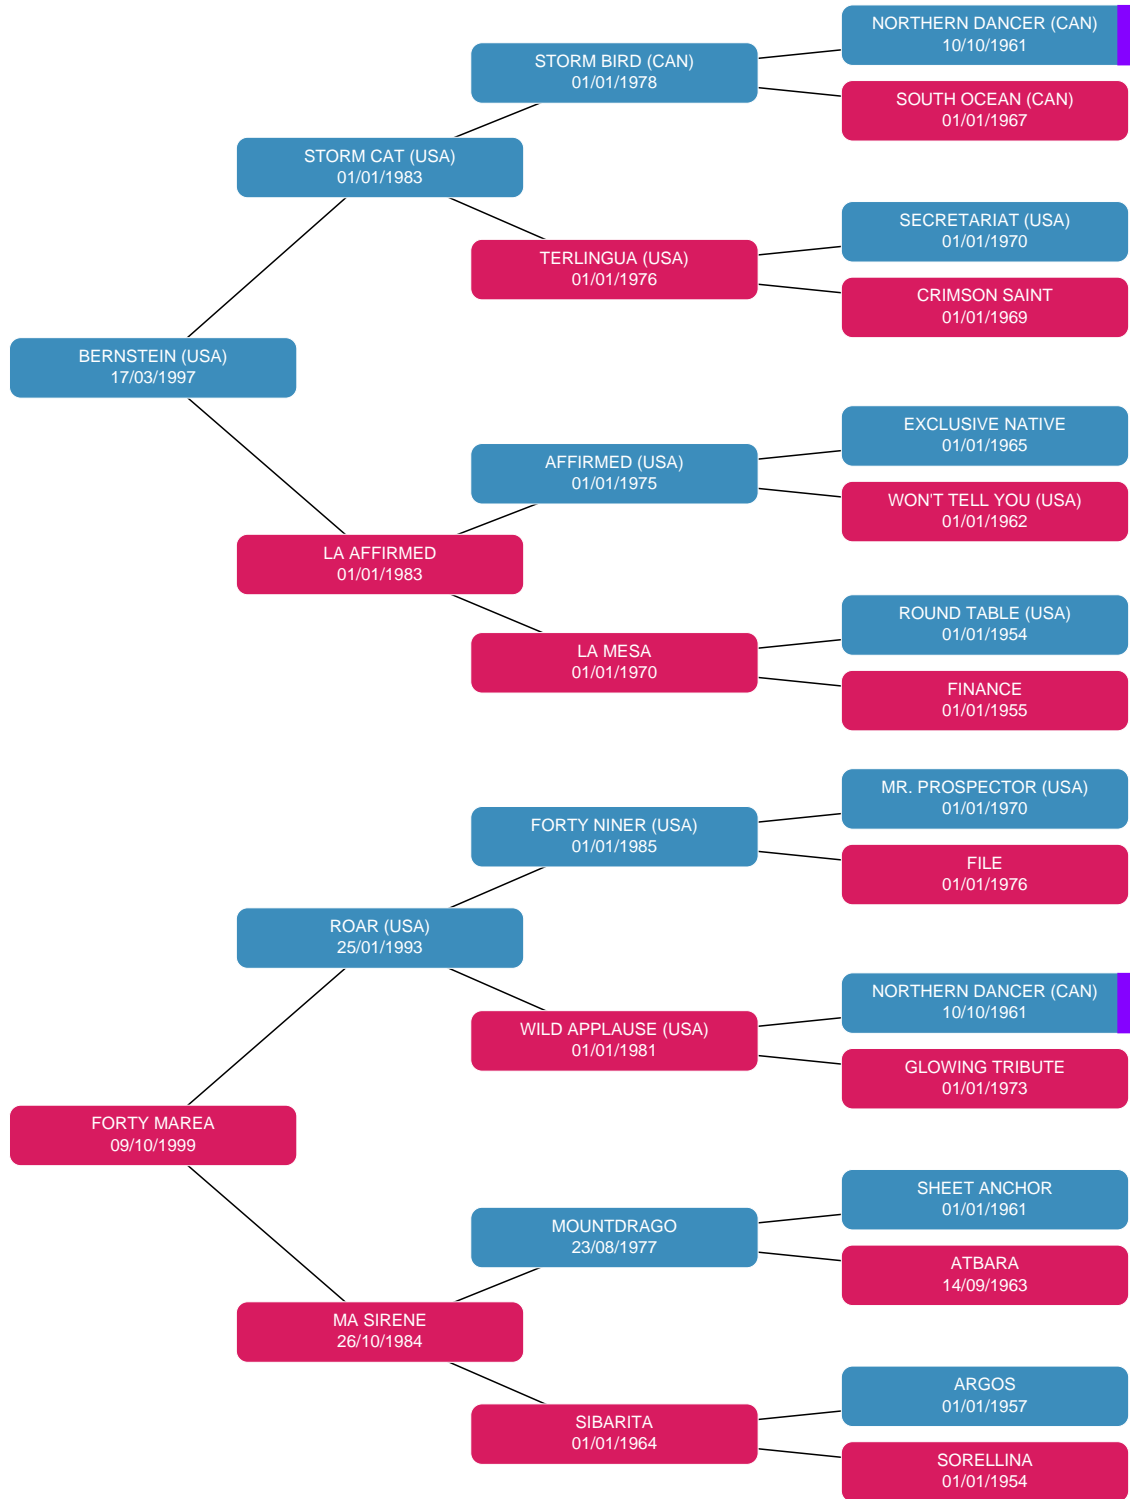 NORTHERN DANCER (CAN)
10/10/1961
STORM BIRD (CAN)
01/01/1978
SOUTH OCEAN (CAN)
01/01/1967
STORM CAT (USA)
01/01/1983
SECRETARIAT (USA)
01/01/1970
TERLINGUA (USA)
01/01/1976
CRIMSON SAINT
01/01/1969
BERNSTEIN (USA)
17/03/1997
EXCLUSIVE NATIVE
01/01/1965
AFFIRMED (USA)
01/01/1975
WON'T TELL YOU (USA)
01/01/1962
LA AFFIRMED
01/01/1983
ROUND TABLE (USA)
01/01/1954
LA MESA
01/01/1970
FINANCE
01/01/1955
MR. PROSPECTOR (USA)
01/01/1970
FORTY NINER (USA)
01/01/1985
FILE
01/01/1976
ROAR (USA)
25/01/1993
NORTHERN DANCER (CAN)
10/10/1961
WILD APPLAUSE (USA)
01/01/1981
GLOWING TRIBUTE
01/01/1973
FORTY MAREA
09/10/1999
SHEET ANCHOR
01/01/1961
MOUNTDRAGO
23/08/1977
ATBARA
14/09/1963
MA SIRENE
26/10/1984
ARGOS
01/01/1957
SIBARITA
01/01/1964
SORELLINA
01/01/1954